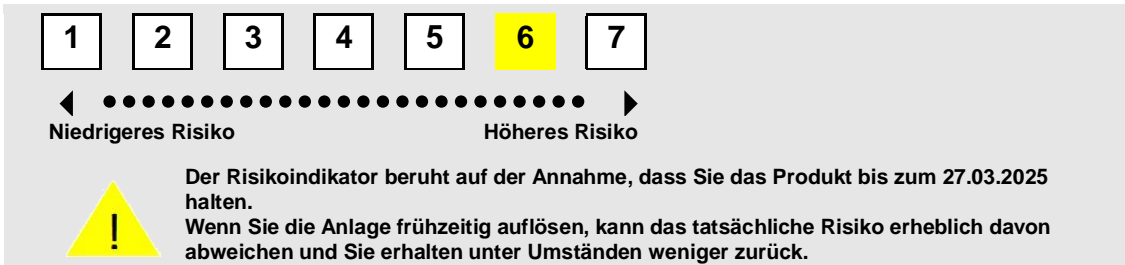 1 2 3 4 5 6 7
Niedrigeres Risiko Höheres Risiko
Der Risikoindikator beruht auf der Annahme, dass Sie das Produkt bis zum 27.03.2025
halten.
Wenn Sie die Anlage frühzeitig auflösen, kann das tatsächliche Risiko erheblich davon
abweichen und Sie erhalten unter Umständen weniger zurück.
!